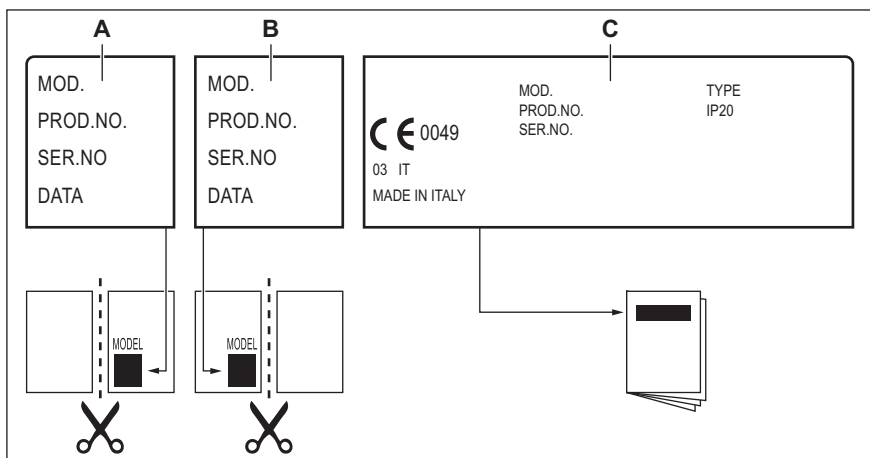 A
B
C
MOD.
PROD.NO.
SER.NO
DATA
MOD.
PROD.NO.
SER.NO
DATA
MOD.
PROD.NO.
SER.NO.
TYPE
IP20
CE 0049
03 IT
MADE IN ITALY
MODEL
MODEL